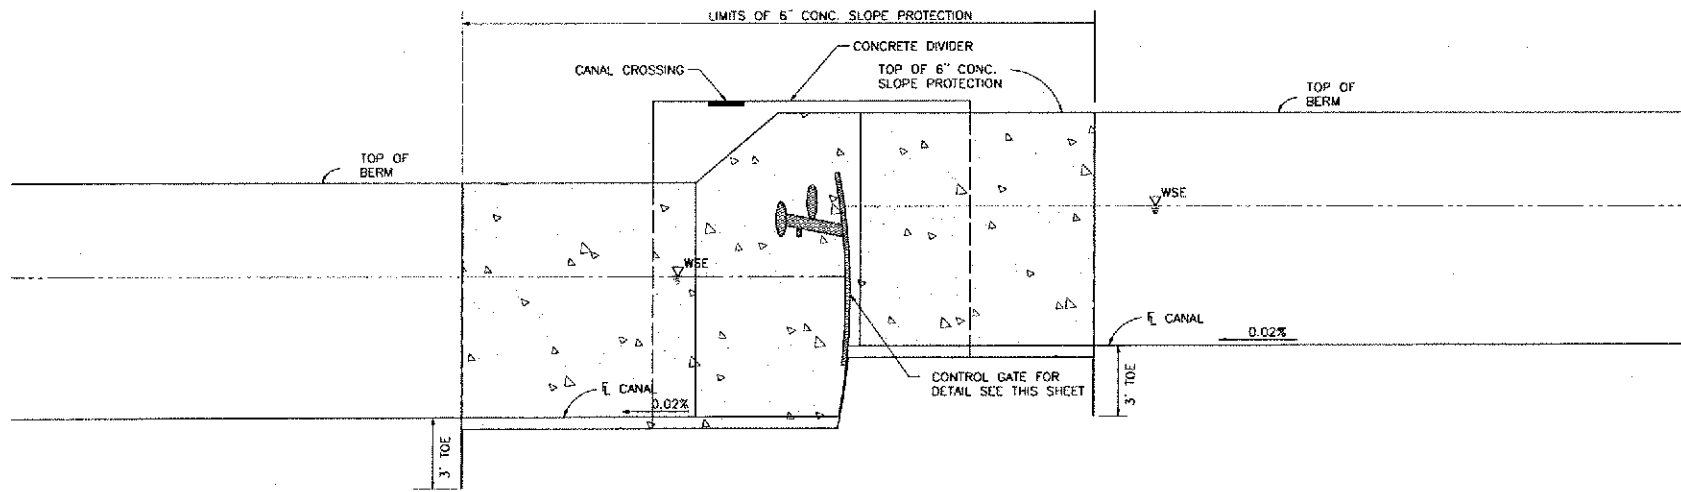 LIMITS OF 6" CONC. SLOPE PROTECTION
CONCRETE DIVIDER
CANAL CROSSING
TOP OF 6" CONC.
SLOPE PROTECTION
TOP OF
BERM
TOP OF
BERM
WSE
WSE
℄ CANAL
0.02%
CONTROL GATE FOR
DETAIL SEE THIS SHEET
3' TOE
℄ CANAL
0.02%
3' TOE